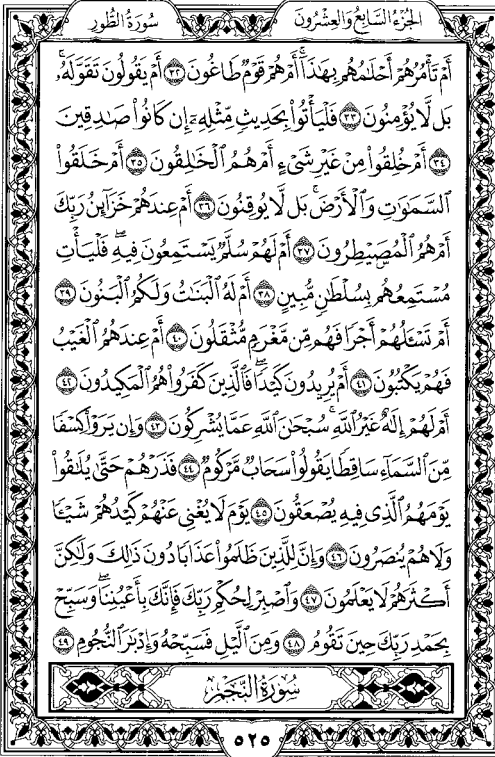 سُورَةُ الطُّورِ
الجُزْءُ السَّابِعُ وَالعِشْرُونَ
أَمْ تَأْمُرُهُمْ أَحْلَٰمُهُم بِهَٰذَآۚ أَمْ هُمْ قَوْمٌ طَاغُونَ ٣٢ أَمْ يَقُولُونَ تَقَوَّلَهُۥۚ
بَل لَّا يُؤْمِنُونَ ٣٣ فَلْيَأْتُوا۟ بِحَدِيثٍ مِّثْلِهِۦٓ إِن كَانُوا۟ صَٰدِقِينَ
٣٤ أَمْ خُلِقُوا۟ مِنْ غَيْرِ شَىْءٍ أَمْ هُمُ ٱلْخَٰلِقُونَ ٣٥ أَمْ خَلَقُوا۟
ٱلسَّمَٰوَٰتِ وَٱلْأَرْضَۚ بَل لَّا يُوقِنُونَ ٣٦ أَمْ عِندَهُمْ خَزَآئِنُ رَبِّكَ
أَمْ هُمُ ٱلْمُصَۣيْطِرُونَ ٣٧ أَمْ لَهُمْ سُلَّمٌ يَسْتَمِعُونَ فِيهِۖ فَلْيَأْتِ
مُسْتَمِعُهُم بِسُلْطَٰنٍ مُّبِينٍ ٣٨ أَمْ لَهُ ٱلْبَنَٰتُ وَلَكُمُ ٱلْبَنُونَ ٣٩
أَمْ تَسْـَٔلُهُمْ أَجْرًا فَهُم مِّن مَّغْرَمٍ مُّثْقَلُونَ ٤٠ أَمْ عِندَهُمُ ٱلْغَيْبُ
فَهُمْ يَكْتُبُونَ ٤١ أَمْ يُرِيدُونَ كَيْدًاۖ فَٱلَّذِينَ كَفَرُوا۟ هُمُ ٱلْمَكِيدُونَ ٤٢
أَمْ لَهُمْ إِلَٰهٌ غَيْرُ ٱللَّهِۚ سُبْحَٰنَ ٱللَّهِ عَمَّا يُشْرِكُونَ ٤٣ وَإِن يَرَوْا۟ كِسْفًا
مِّنَ ٱلسَّمَآءِ سَاقِطًا يَقُولُوا۟ سَحَابٌ مَّرْكُومٌ ٤٤ فَذَرْهُمْ حَتَّىٰ يُلَٰقُوا۟
يَوْمَهُمُ ٱلَّذِى فِيهِ يُصْعَقُونَ ٤٥ يَوْمَ لَا يُغْنِى عَنْهُمْ كَيْدُهُمْ شَيْـًٔا
وَلَا هُمْ يُنصَرُونَ ٤٦ وَإِنَّ لِلَّذِينَ ظَلَمُوا۟ عَذَابًا دُونَ ذَٰلِكَ وَلَٰكِنَّ
أَكْثَرَهُمْ لَا يَعْلَمُونَ ٤٧ وَٱصْبِرْ لِحُكْمِ رَبِّكَ فَإِنَّكَ بِأَعْيُنِنَاۖ وَسَبِّحْ
بِحَمْدِ رَبِّكَ حِينَ تَقُومُ ٤٨ وَمِنَ ٱلَّيْلِ فَسَبِّحْهُ وَإِدْبَٰرَ ٱلنُّجُومِ ٤٩
سُورَةُ النَّجْمِ
٥٢٥